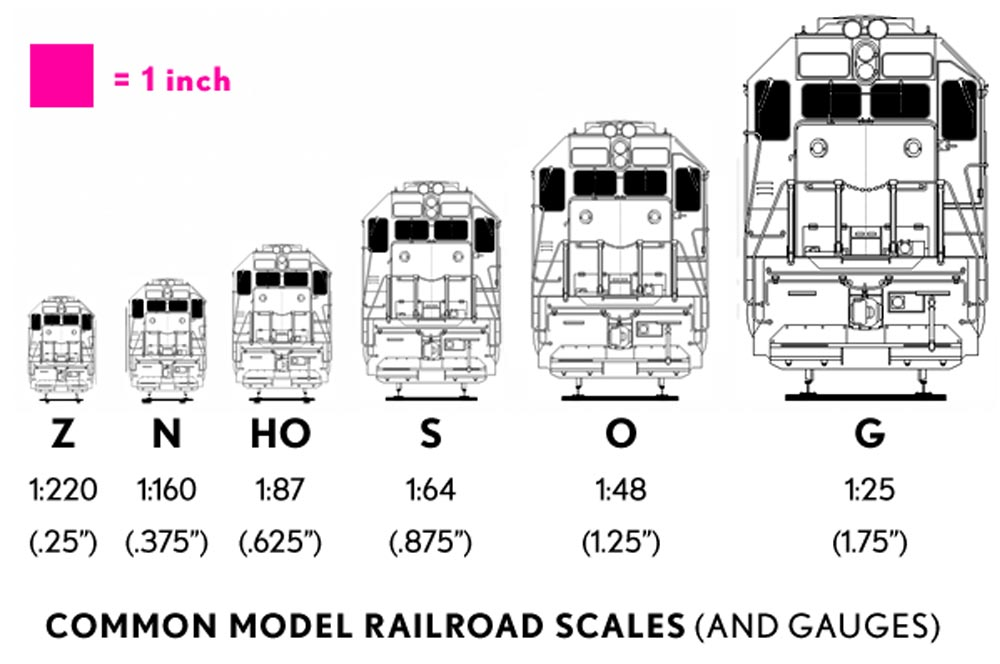 = 1 inch
Z N HO S O G
1:220 1:160 1:87 1:64 1:48 1:25
(.25”) (.375”) (.625”) (.875”) (1.25”) (1.75”)
COMMON MODEL RAILROAD SCALES (AND GAUGES)